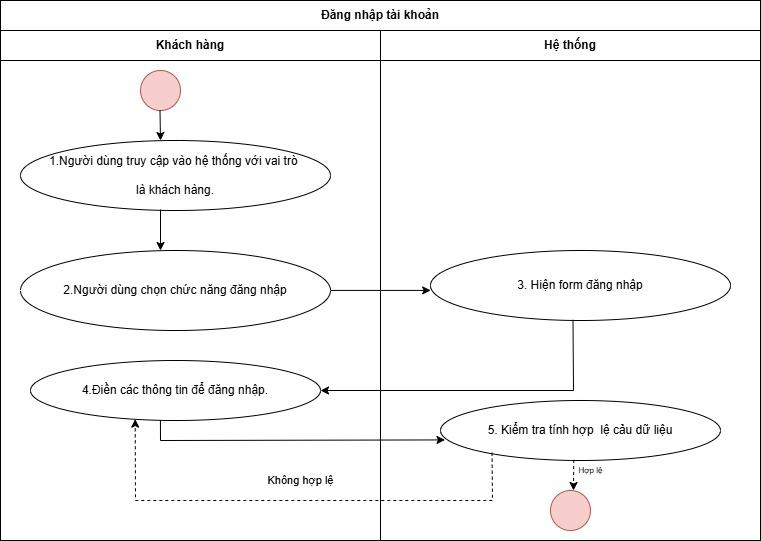 Đăng nhập tài khoản
Khách hàng
Hệ thống
1.Người dùng truy cập vào hệ thống với vai trò
là khách hàng.
2.Người dùng chọn chức năng đăng nhập
3. Hiện form đăng nhập
4.Điền các thông tin để đăng nhập.
5. Kiểm tra tính hợp lệ cảu dữ liệu
Hợp lệ
Không hợp lệ